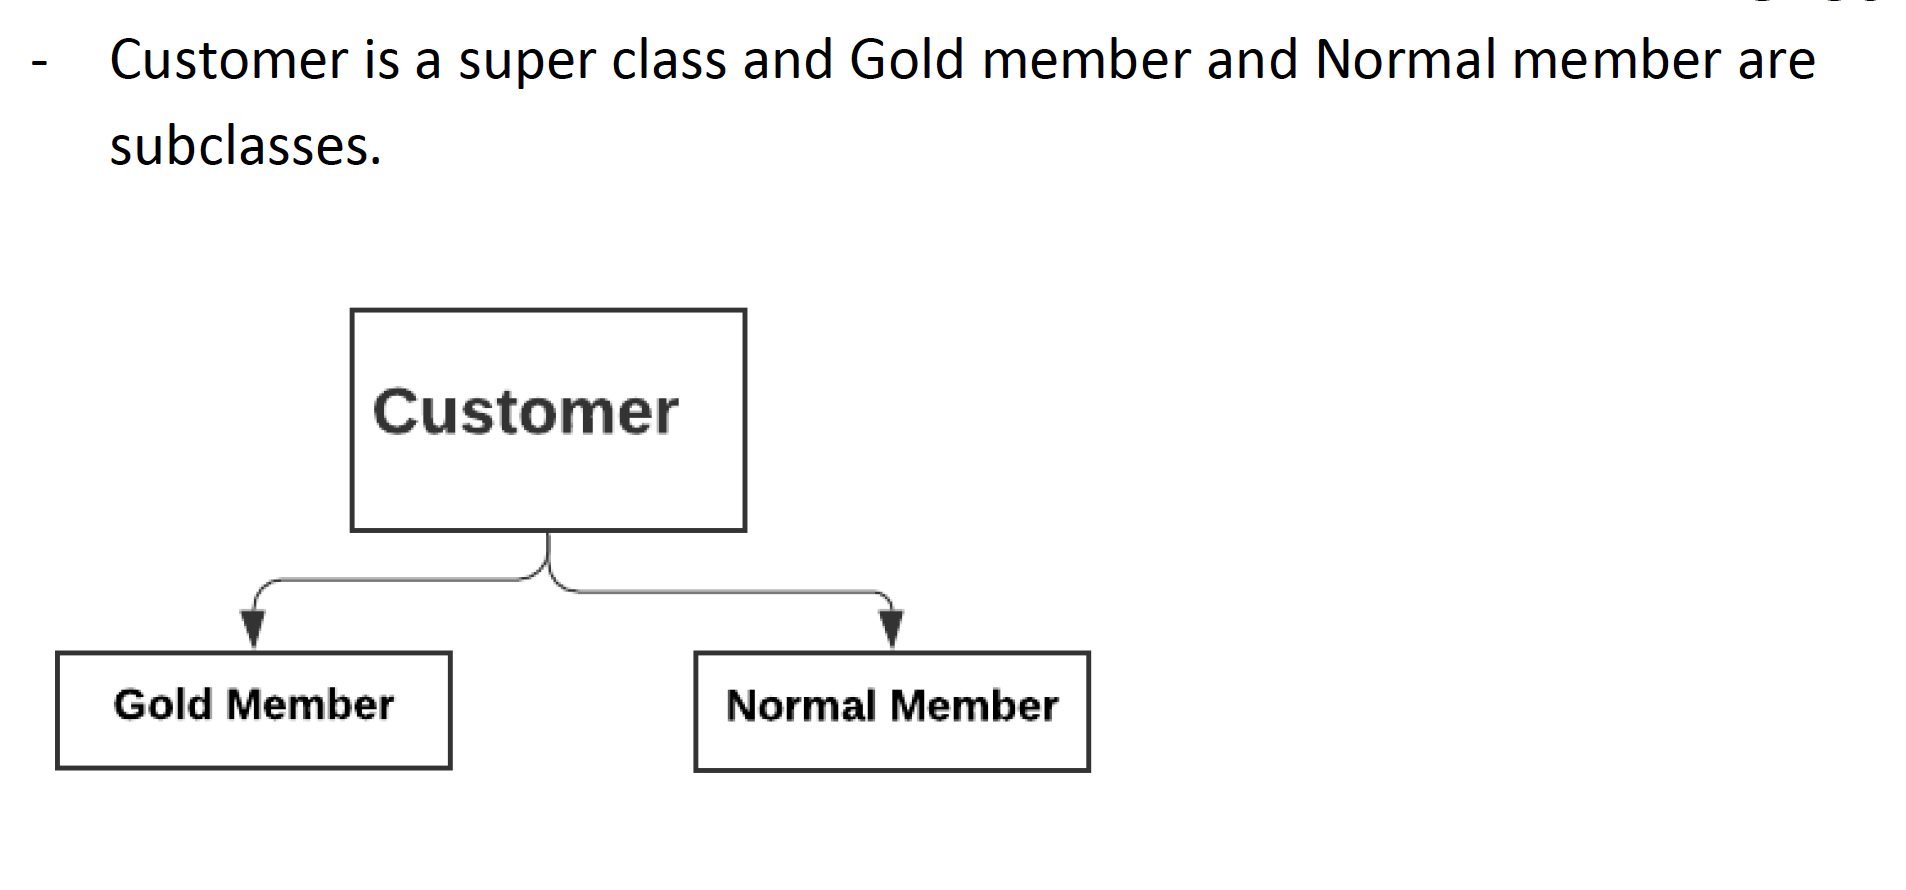 - Customer is a super class and Gold member and Normal member are
subclasses.
Customer
Gold Member
Normal Member